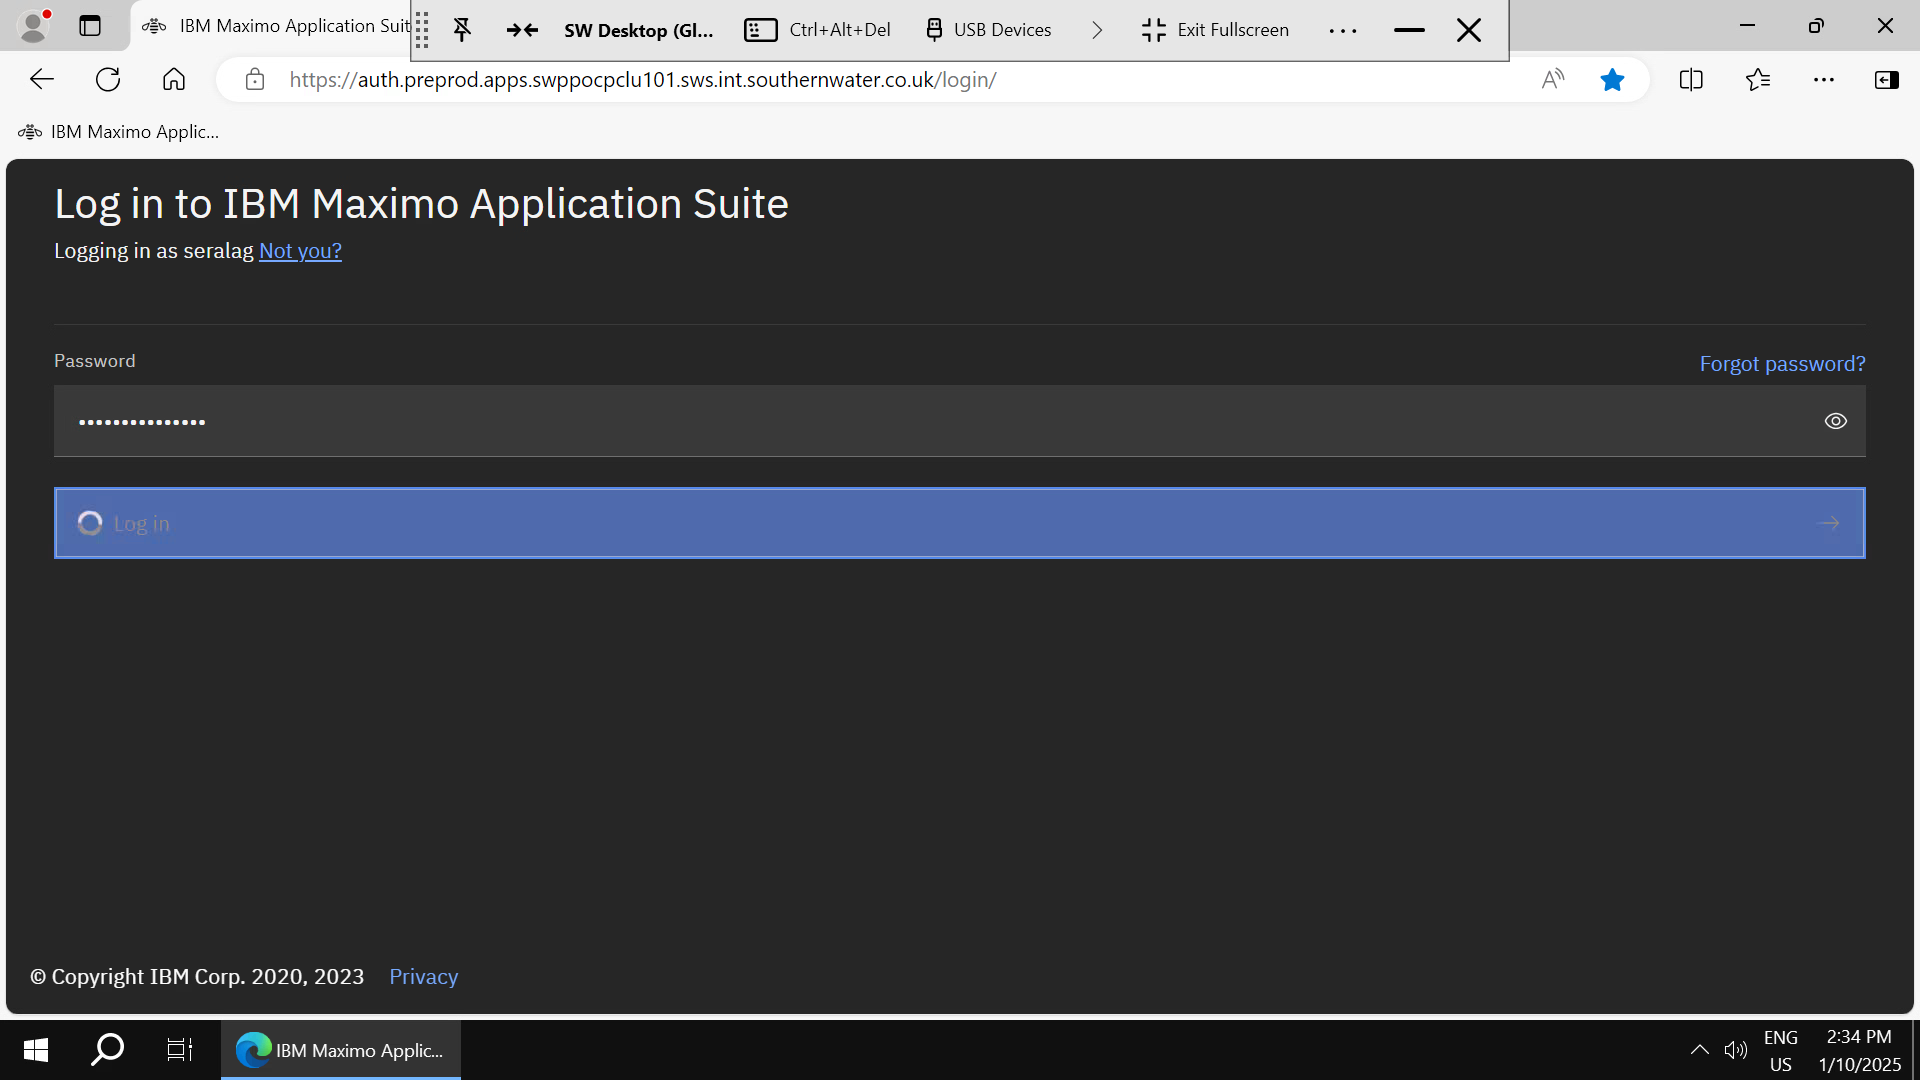 IBM Maximo Application Suit
SW Desktop (Gl...
Ctrl+Alt+Del
USB Devices
Exit Fullscreen
https://auth.preprod.apps.swppocpclu101.sws.int.southernwater.co.uk/login/
IBM Maximo Applic...
Log in to IBM Maximo Application Suite
Logging in as seralag Not you?
Password
Forgot password?
•••••••••••••••
Log in
© Copyright IBM Corp. 2020, 2023 Privacy
IBM Maximo Applic...
ENG
US
2:34 PM
1/10/2025